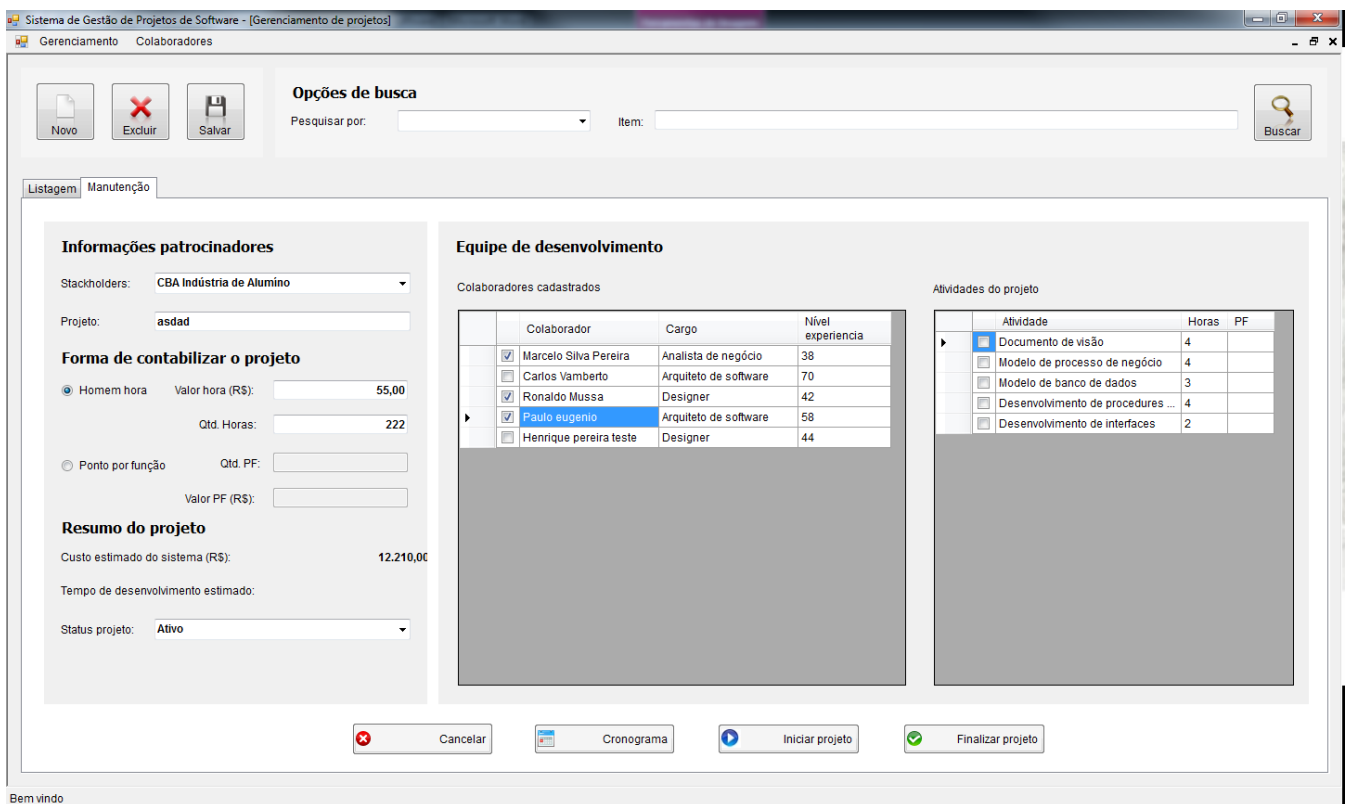 Sistema de Gestão de Projetos de Software - [Gerenciamento de projetos]
Gerenciamento Colaboradores
Novo Excluir Salvar
Opções de busca
Pesquisar por: Item:
Buscar
Listagem Manutenção
Informações patrocinadores
Stackholders: CBA Indústria de Alumino
Projeto: asdad
Forma de contabilizar o projeto
Homem hora Valor hora (R$): 55,00
Qtd. Horas: 222
Ponto por função Qtd. PF:
Valor PF (R$):
Resumo do projeto
Custo estimado do sistema (R$): 12.210,00
Tempo de desenvolvimento estimado:
Status projeto: Ativo
Equipe de desenvolvimento
Colaboradores cadastrados
Colaborador Cargo Nível experiencia
Marcelo Silva Pereira Analista de negócio 38
Carlos Vamberto Arquiteto de software 70
Ronaldo Mussa Designer 42
Paulo eugenio Arquiteto de software 58
Henrique pereira teste Designer 44
Atividades do projeto
Atividade Horas PF
Documento de visão 4
Modelo de processo de negócio 4
Modelo de banco de dados 3
Desenvolvimento de procedures ... 4
Desenvolvimento de interfaces 2
Cancelar Cronograma Iniciar projeto Finalizar projeto
Bem vindo